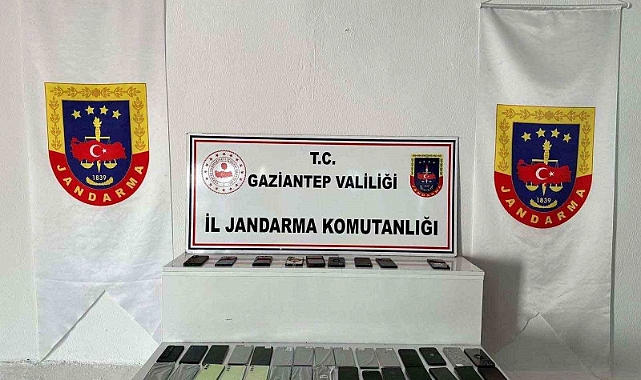 T.C.
GAZİANTEP VALİLİĞİ
İL JANDARMA KOMUTANLIĞI
1839
JANDARMA
1839
JANDARMA